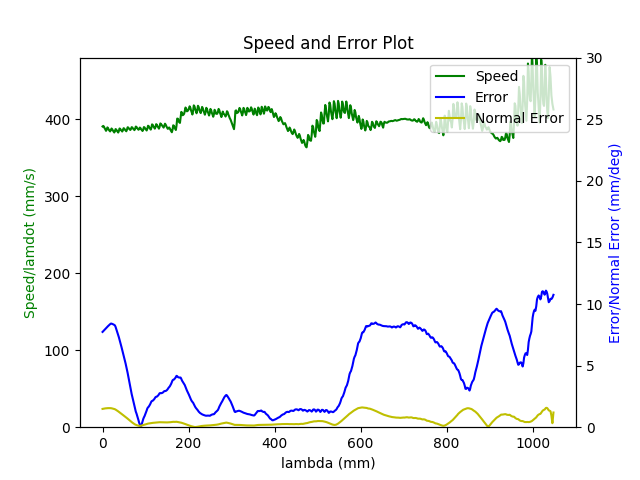 Speed and Error Plot
Speed
Error
Normal Error
Speed/lamdot (mm/s)
400
300
200
100
0
30
25
20
15
10
5
0
Error/Normal Error (mm/deg)
0
200
400
600
800
1000
lambda (mm)